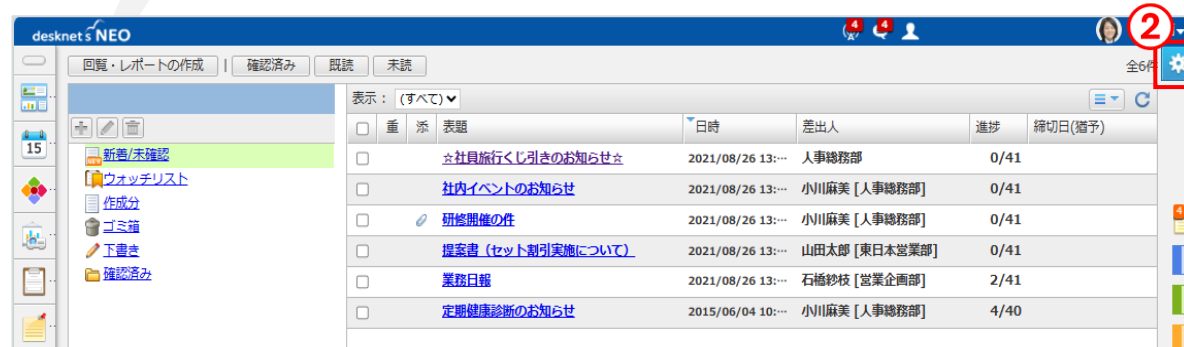 desknet's NEO
4
4
2
回覧・レポートの作成 | 確認済み 既読 未読
全6件
表示： (すべて)
15
重 添 表題 日時 差出人 進捗 締切日(猶予)
新着/未確認
ウォッチリスト
作成分
ゴミ箱
下書き
確認済み
☆社員旅行くじ引きのお知らせ☆ 2021/08/26 13:… 人事総務部 0/41
社内イベントのお知らせ 2021/08/26 13:… 小川麻美 [人事総務部] 0/41
研修開催の件 2021/08/26 13:… 小川麻美 [人事総務部] 0/41
提案書（セット割引実施について） 2021/08/26 13:… 山田太郎 [東日本営業部] 0/41
業務日報 2021/08/26 13:… 石橋紗枝 [営業企画部] 2/41
定期健康診断のお知らせ 2015/06/04 10:… 小川麻美 [人事総務部] 4/40
4